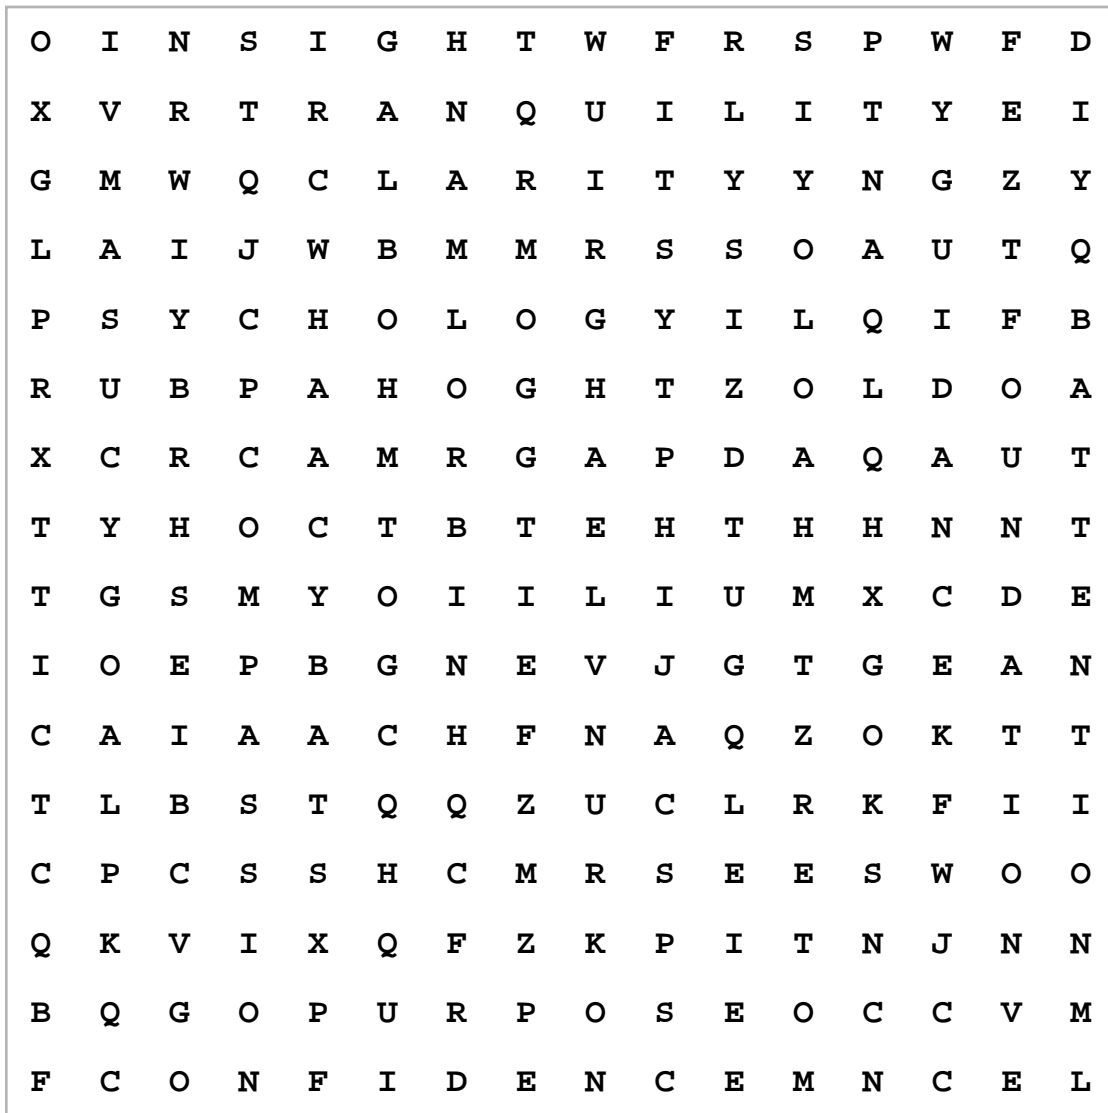 O I N S I G H T W F R S P W F D
X V R T R A N Q U I L I T Y E I
G M W Q C L A R I T Y Y N G Z Y
L A I J W B M M R S S O A U T Q
P S Y C H O L O G Y I L Q I F B
R U B P A H O G H T Z O L D O A
X C R C A M R G A P D A Q A U T
T Y H O C T B T E H T H H N N T
T G S M Y O I I L I U M X C D E
I O E P B G N E V J G T G E A N
C A I A A C H F N A Q Z O K T T
T L B S T Q Q Z U C L R K F I I
C P C S S H C M R S E E S W O O
Q K V I X Q F Z K P I T N J N N
B Q G O P U R P O S E O C C V M
F C O N F I D E N C E M N C E L